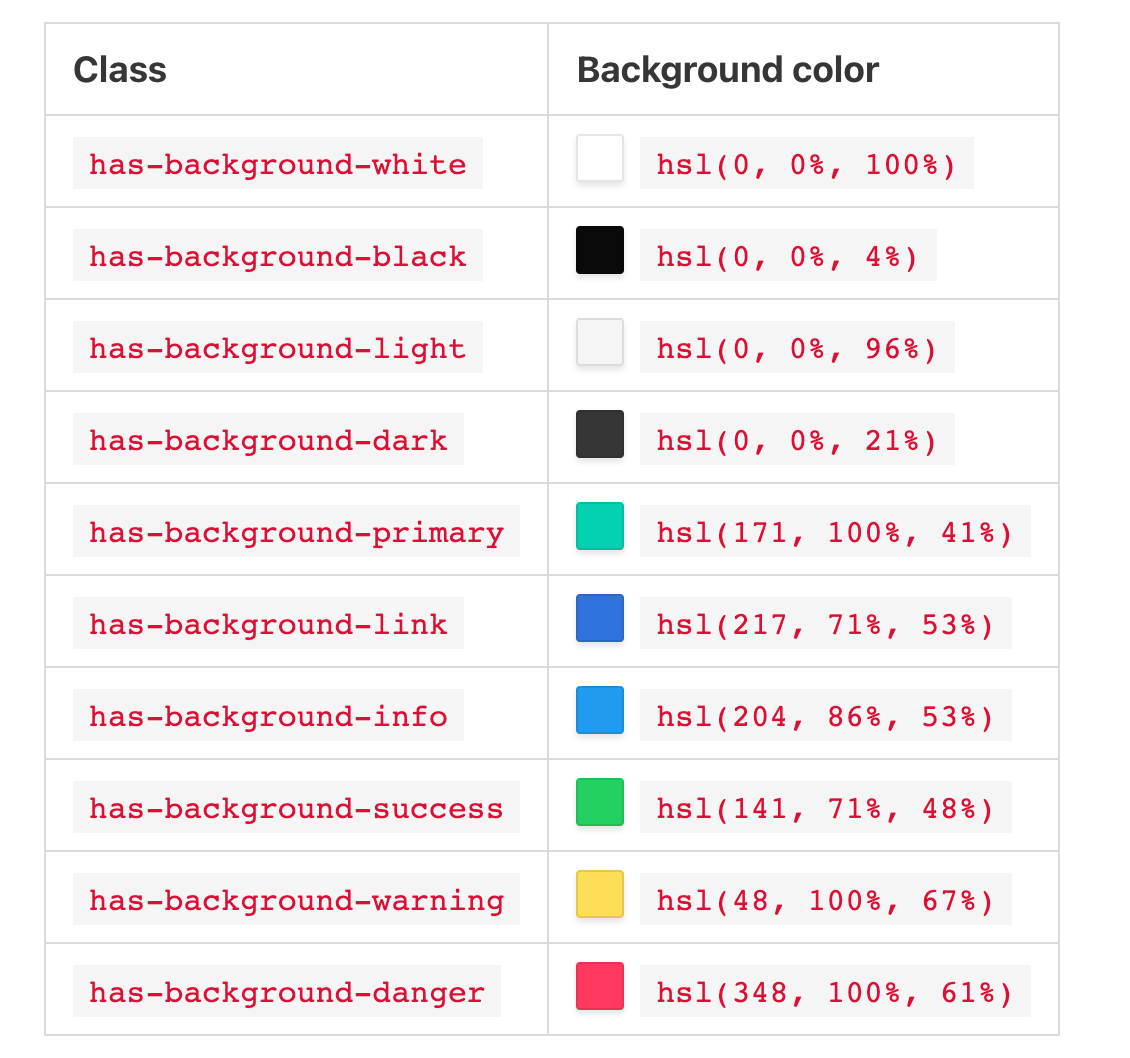 Class Background color
has-background-white hsl(0, 0%, 100%)
has-background-black hsl(0, 0%, 4%)
has-background-light hsl(0, 0%, 96%)
has-background-dark hsl(0, 0%, 21%)
has-background-primary hsl(171, 100%, 41%)
has-background-link hsl(217, 71%, 53%)
has-background-info hsl(204, 86%, 53%)
has-background-success hsl(141, 71%, 48%)
has-background-warning hsl(48, 100%, 67%)
has-background-danger hsl(348, 100%, 61%)